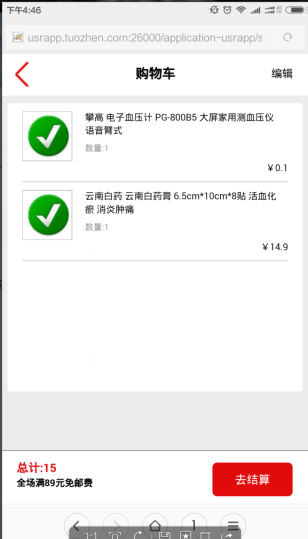 下午4:46
usrapp.tuozhen.com:26000/application-usrapp/s
购物车
编辑
攀高 电子血压计 PG-800B5 大屏家用测血压仪
语音臂式
数量:1
￥0.1
云南白药 云南白药膏 6.5cm*10cm*8贴 活血化
瘀 消炎肿痛
数量:1
￥14.9
总计:15
全场满89元免邮费
去结算
1
1:1